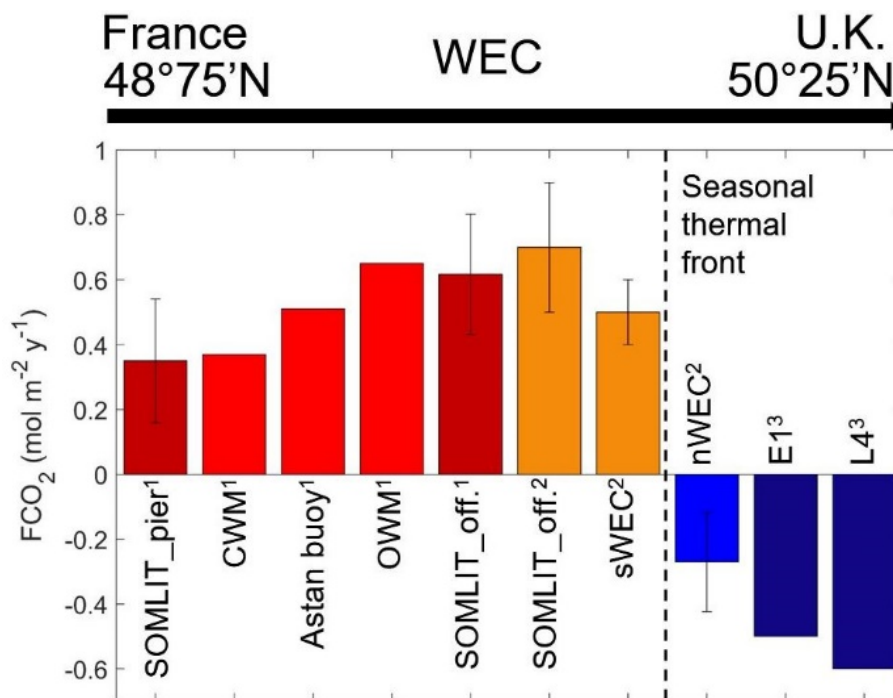 France
48°75'N
WEC
U.K.
50°25'N
1
0.8
0.6
0.4
0.2
0
-0.2
-0.4
-0.6
FCO₂ (mol m⁻² y⁻¹)
Seasonal
thermal
front
SOMLIT_pier¹
CWM¹
Astan buoy¹
OWM¹
SOMLIT_off.¹
SOMLIT_off.²
sWEC²
nWEC²
E1³
L4³